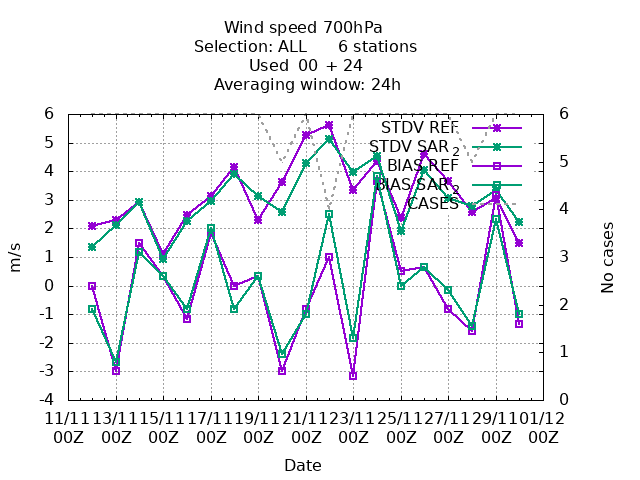 Wind speed 700hPa
Selection: ALL 6 stations
Used 00 + 24
Averaging window: 24h
6 6
STDV REF
5 STDV SAR 2 5
4 BIAS REF
BIAS SAR 2
3 CASES 4
2
m/s 1 3 No cases
0
-1 2
-2
-3 1
-4 0
11/11 13/11 15/11 17/11 19/11 21/11 23/11 25/11 27/11 29/11 01/12
00Z 00Z 00Z 00Z 00Z 00Z 00Z 00Z 00Z 00Z 00Z
Date